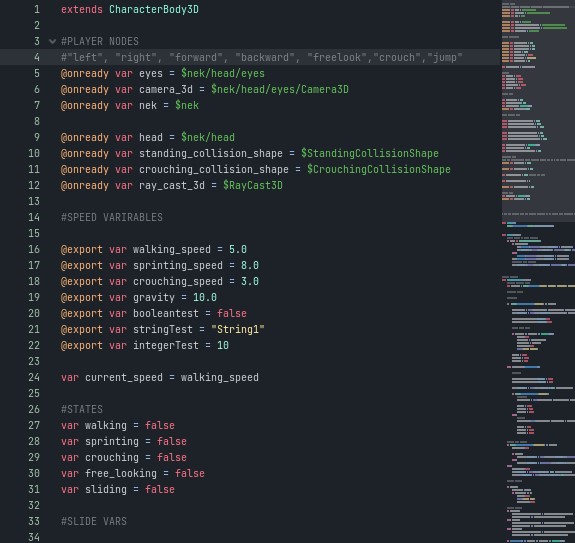 1 extends CharacterBody3D
2
3 #PLAYER NODES
4 #"left", "right", "forward", "backward", "freelook","crouch","jump"
5 @onready var eyes = $nek/head/eyes
6 @onready var camera_3d = $nek/head/eyes/Camera3D
7 @onready var nek = $nek
8
9 @onready var head = $nek/head
10 @onready var standing_collision_shape = $StandingCollisionShape
11 @onready var crouching_collision_shape = $CrouchingCollisionShape
12 @onready var ray_cast_3d = $RayCast3D
13
14 #SPEED VARIRABLES
15
16 @export var walking_speed = 5.0
17 @export var sprinting_speed = 8.0
18 @export var crouching_speed = 3.0
19 @export var gravity = 10.0
20 @export var booleantest = false
21 @export var stringTest = "String1"
22 @export var integerTest = 10
23
24 var current_speed = walking_speed
25
26 #STATES
27 var walking = false
28 var sprinting = false
29 var crouching = false
30 var free_looking = false
31 var sliding = false
32
33 #SLIDE VARS
34